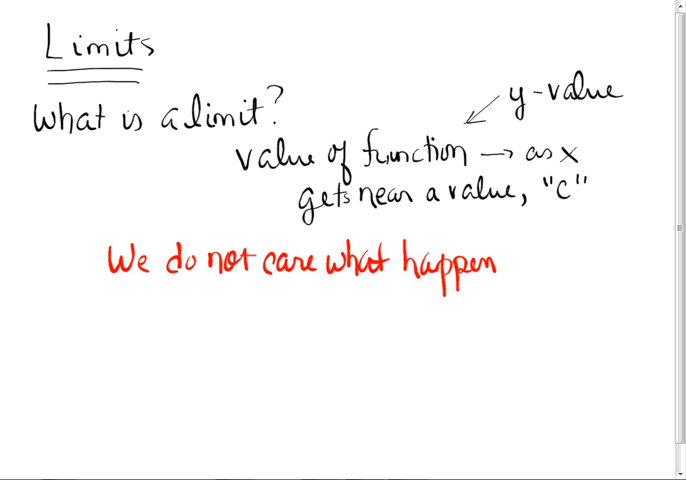 Limits
What is a limit?
y-value
value of function → as x
gets near a value, "c"
We do not care what happen